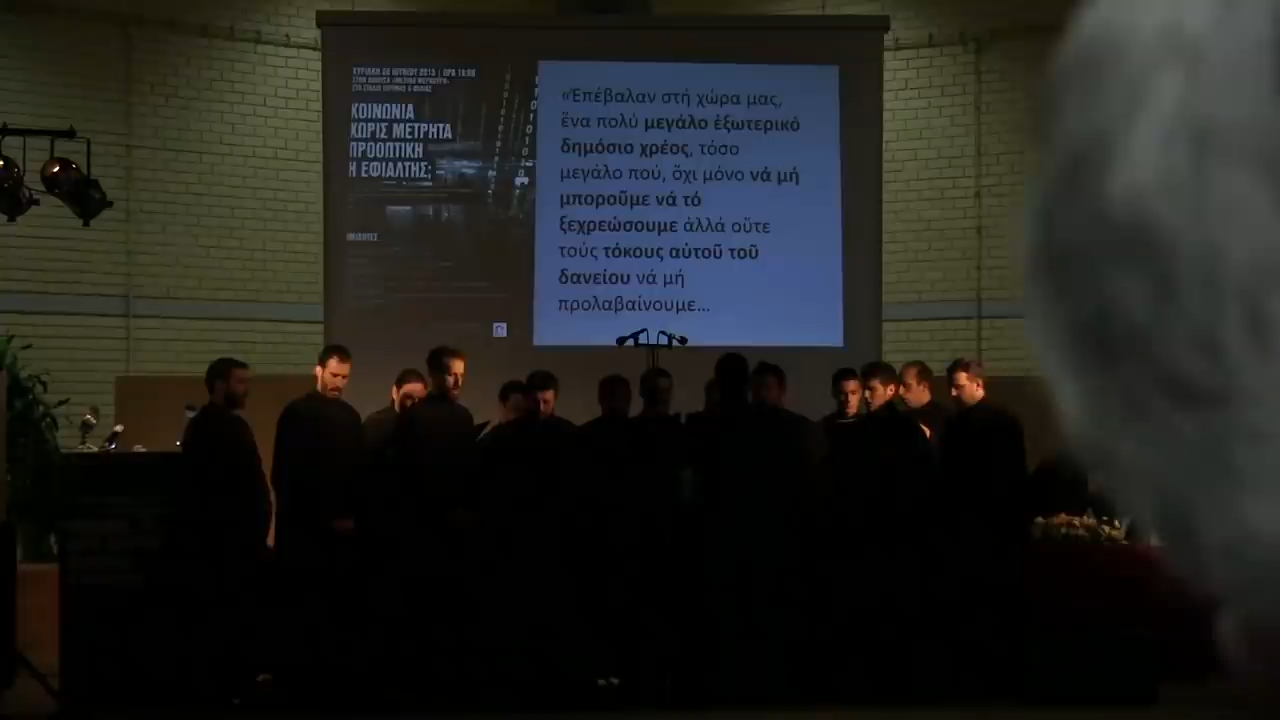 ΚΥΡΙΑΚΗ
ΚΟΙΝΩΝΙΑ
ΧΩΡΙΣ ΜΕΤΡΗΤΑ
ΠΡΟΟΠΤΙΚΗ
Ή ΕΦΙΑΛΤΗΣ;
ΟΜΙΛΗΤΕΣ
«Ἐπέβαλαν στή χώρα μας,
ἕνα πολύ μεγάλο ἐξωτερικό
δημόσιο χρέος, τόσο
μεγάλο πού, ὄχι μόνο νά μή
μποροῦμε νά τό
ξεχρεώσουμε ἀλλά οὔτε
τούς τόκους αὐτοῦ τοῦ
δανείου νά μή
προλαβαίνουμε...